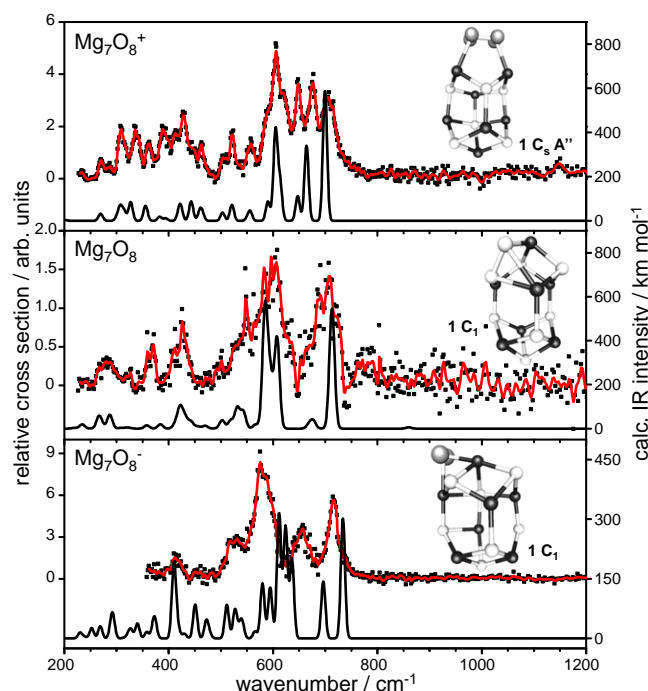 Mg₇O₈⁺
1 Cₛ A''
6
4
2
0
800
600
400
200
0
Mg₇O₈
1 C₁
2.0
1.5
1.0
0.5
0
800
600
400
200
0
Mg₇O₈⁻
1 C₁
9
6
3
0
450
300
150
0
relative cross section / arb. units
calc. IR intensity / km mol⁻¹
200 400 600 800 1000 1200
wavenumber / cm⁻¹